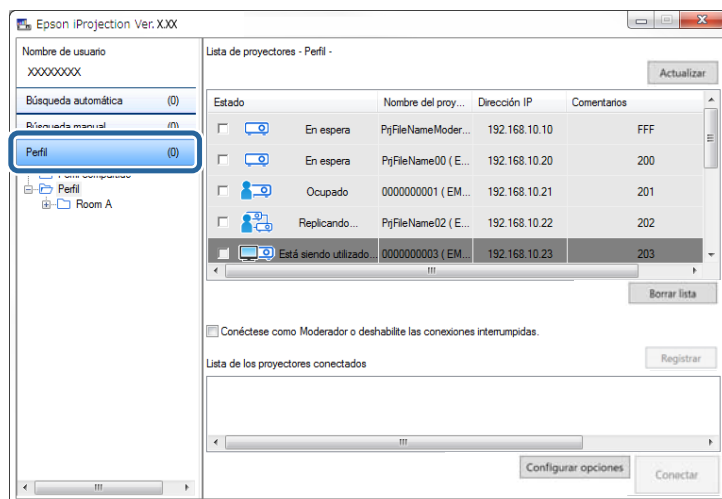 Epson iProjection Ver. X.XX
Nombre de usuario
XXXXXXXX
Búsqueda automática (0)
Búsqueda manual (0)
Perfil (0)
Perfil compartido
Perfil
Room A
Lista de proyectores - Perfil -
Actualizar
Estado Nombre del proy... Dirección IP Comentarios
En espera PrjFileNameModer... 192.168.10.10 FFF
En espera PrjFileName00 ( E... 192.168.10.20 200
Ocupado 0000000001 ( EM... 192.168.10.21 201
Replicando... PrjFileName02 ( E... 192.168.10.22 202
Está siendo utilizado... 0000000003 ( EM... 192.168.10.23 203
Borrar lista
Conéctese como Moderador o deshabilite las conexiones interrumpidas.
Registrar
Lista de los proyectores conectados
Configurar opciones
Conectar